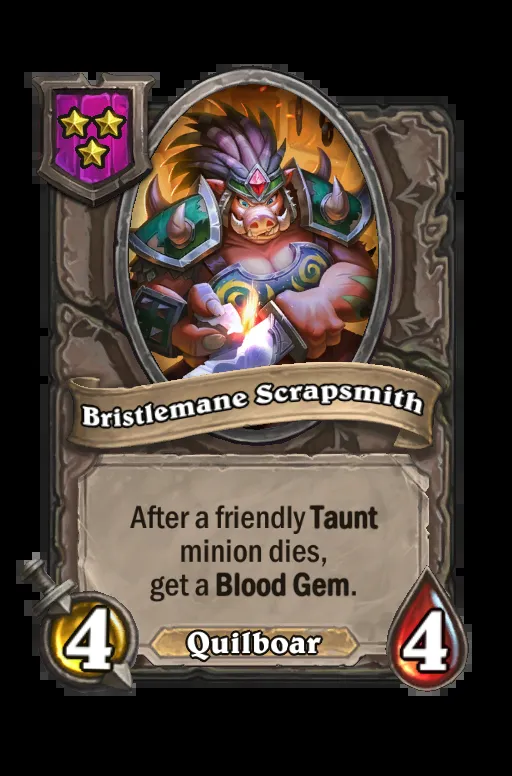 Bristlemane Scrapsmith
After a friendly Taunt
minion dies,
get a Blood Gem.
4
Quilboar
4